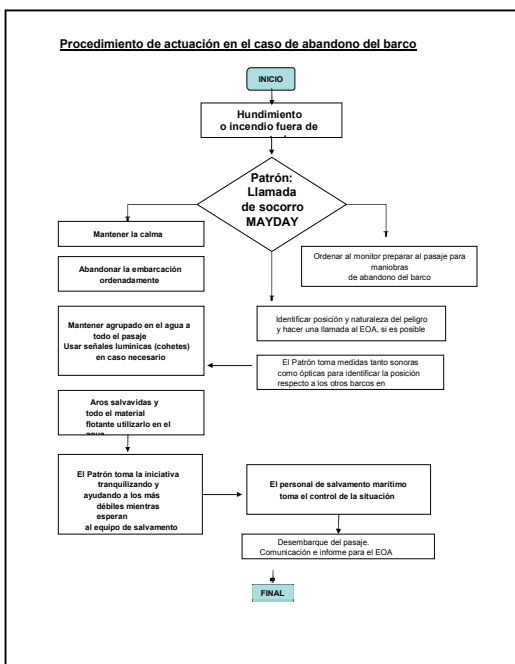 Procedimiento de actuación en el caso de abandono del barco
INICIO
Hundimiento
o incendio fuera de
Patrón:
Llamada
de socorro
MAYDAY
Mantener la calma
Ordenar al monitor preparar al pasaje para
maniobras
de abandono del barco
Abandonar la embarcación
ordenadamente
Identificar posición y naturaleza del peligro
y hacer una llamada al EOA, si es posible
Mantener agrupado en el agua a
todo el pasaje
Usar señales lumínicas (cohetes)
en caso necesario
El Patrón toma medidas tanto sonoras
como ópticas para identificar la posición
respecto a los otros barcos en
Aros salvavidas y
todo el material
flotante utilizarlo en el
agua
El Patrón toma la iniciativa
tranquilizando y
ayudando a los más
débiles mientras
esperan
al equipo de salvamento
El personal de salvamento marítimo
toma el control de la situación
Desembarque del pasaje.
Comunicación e informe para el EOA
FINAL